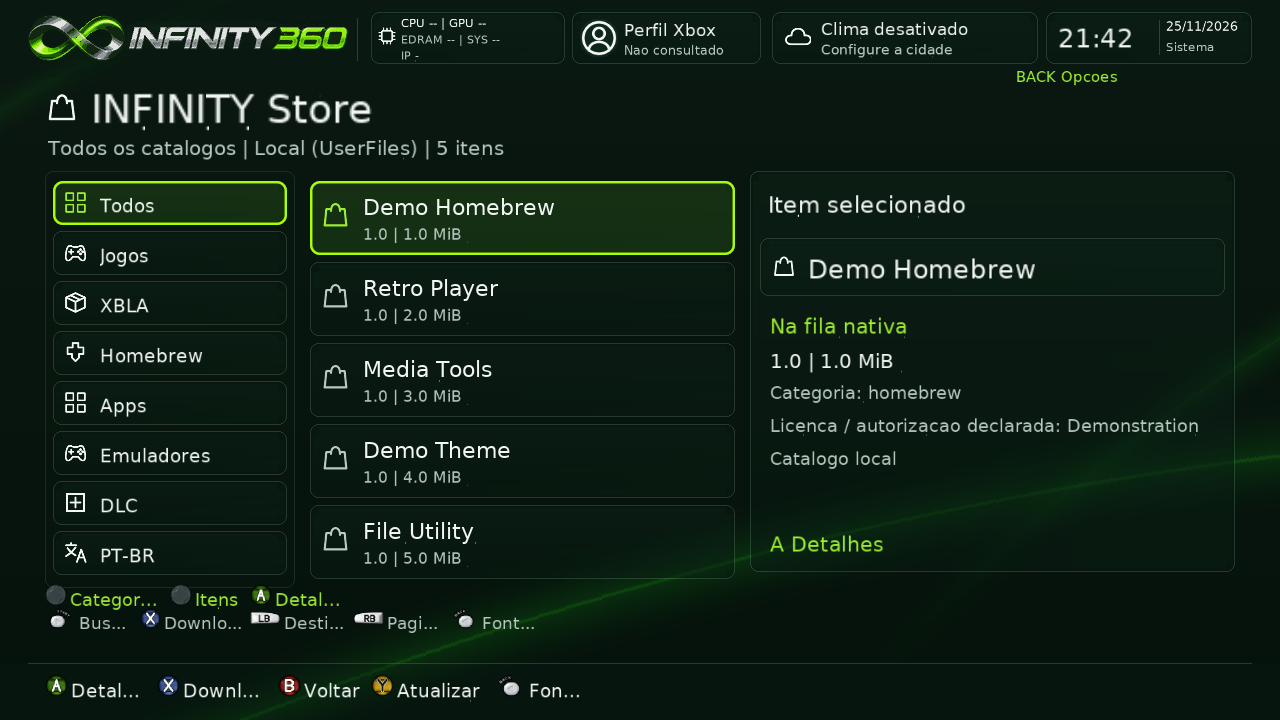 INFINITY 360
CPU -- | GPU --
EDRAM -- | SYS --
IP -
Perfil Xbox
Nao consultado
Clima desativado
Configure a cidade
21:42
25/11/2026
Sistema
BACK Opcoes
INFINITY Store
Todos os catalogos | Local (UserFiles) | 5 itens
Todos
Jogos
XBLA
Homebrew
Apps
Emuladores
DLC
PT-BR
Demo Homebrew
1.0 | 1.0 MiB
Retro Player
1.0 | 2.0 MiB
Media Tools
1.0 | 3.0 MiB
Demo Theme
1.0 | 4.0 MiB
File Utility
1.0 | 5.0 MiB
Item selecionado
Demo Homebrew
Na fila nativa
1.0 | 1.0 MiB
Categoria: homebrew
Licenca / autorizacao declarada: Demonstration
Catalogo local
A Detalhes
Categor... Itens A Detal...
Bus... X Downlo... LB Desti... RB Pagi... Font...
A Detal... X Downl... B Voltar Y Atualizar Fon...